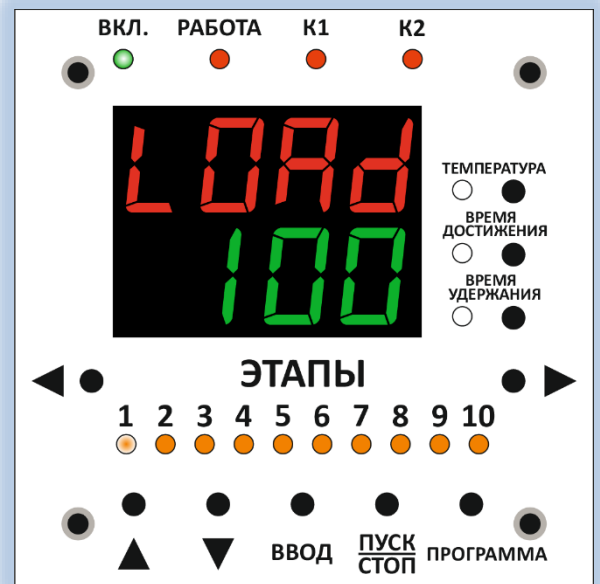 ВКЛ. РАБОТА К1 К2
LOAd
100
ТЕМПЕРАТУРА
ВРЕМЯ
ДОСТИЖЕНИЯ
ВРЕМЯ
УДЕРЖАНИЯ
ЭТАПЫ
1 2 3 4 5 6 7 8 9 10
ВВОД ПУСК СТОП ПРОГРАММА